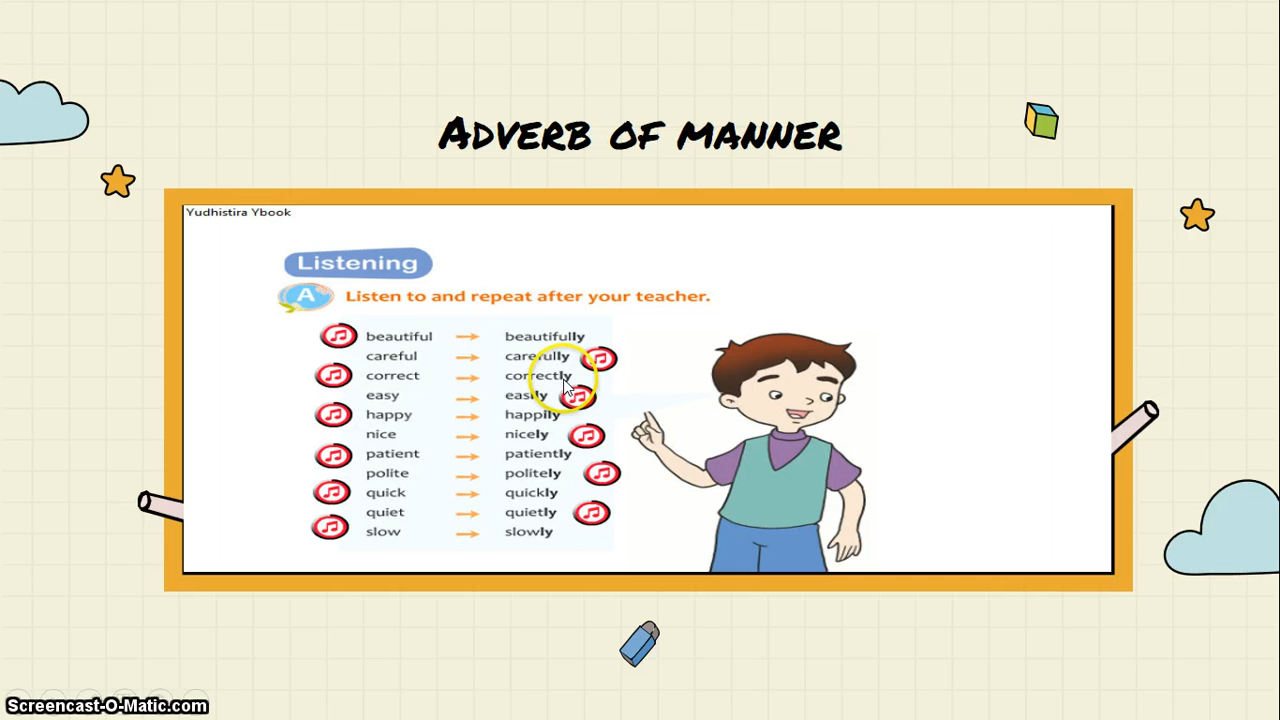 Adverb of manner
Yudhistira Ybook
Listening
A Listen to and repeat after your teacher.
beautiful → beautifully
careful → carefully
correct → correctly
easy → easily
happy → happily
nice → nicely
patient → patiently
polite → politely
quick → quickly
quiet → quietly
slow → slowly
Screencast-O-Matic.com